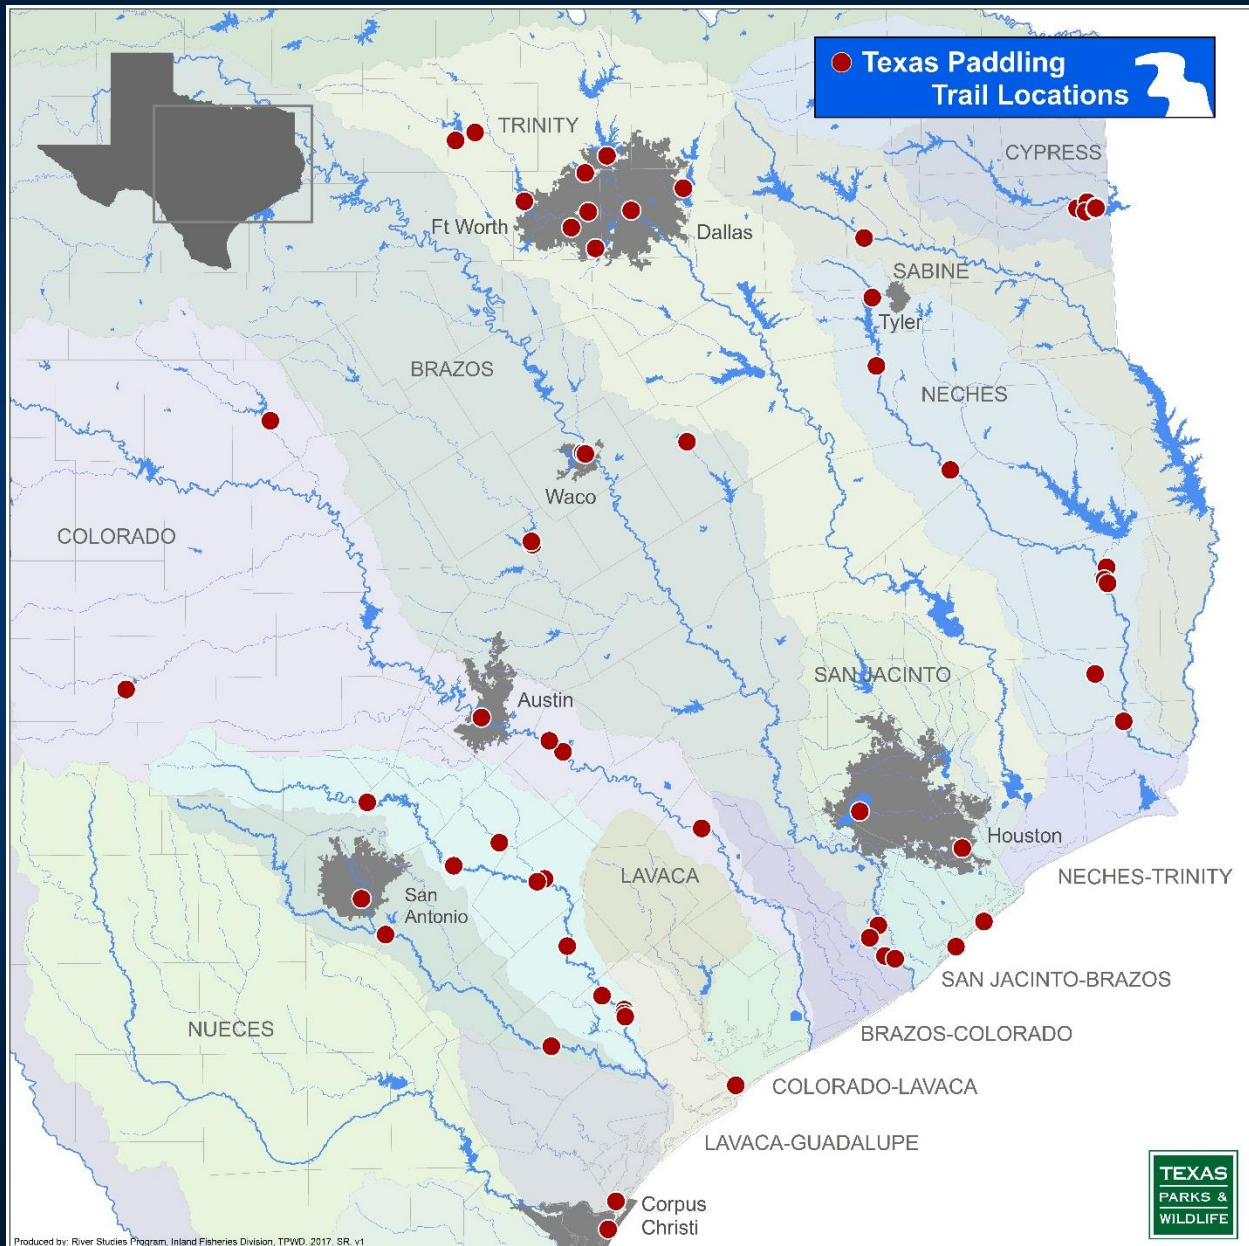 Texas Paddling
Trail Locations
TRINITY
CYPRESS
Ft Worth
Dallas
SABINE
Tyler
BRAZOS
NECHES
Waco
COLORADO
SAN JACINTO
Austin
Houston
LAVACA
NECHES-TRINITY
San
Antonio
SAN JACINTO-BRAZOS
NUECES
BRAZOS-COLORADO
COLORADO-LAVACA
LAVACA-GUADALUPE
Corpus
Christi
TEXAS
PARKS &
WILDLIFE
Produced by: River Studies Program, Inland Fisheries Division, TPWD. 2017. SR. v1